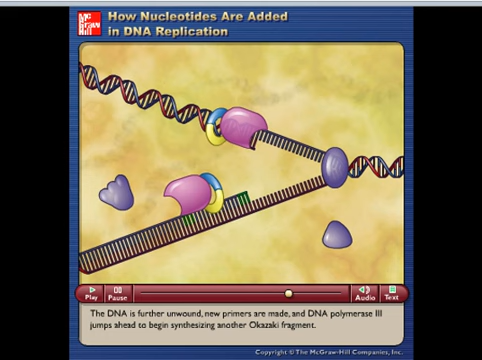 Mc
Graw
Hill
How Nucleotides Are Added
in DNA Replication
Play
Pause
Audio
Text
The DNA is further unwound, new primers are made, and DNA polymerase III
jumps ahead to begin synthesizing another Okazaki fragment.
Copyright © The McGraw-Hill Companies, Inc.